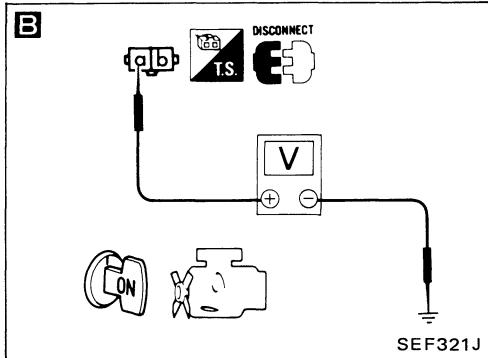 B
DISCONNECT
a b
T.S.
V
+ −
ON
SEF321J